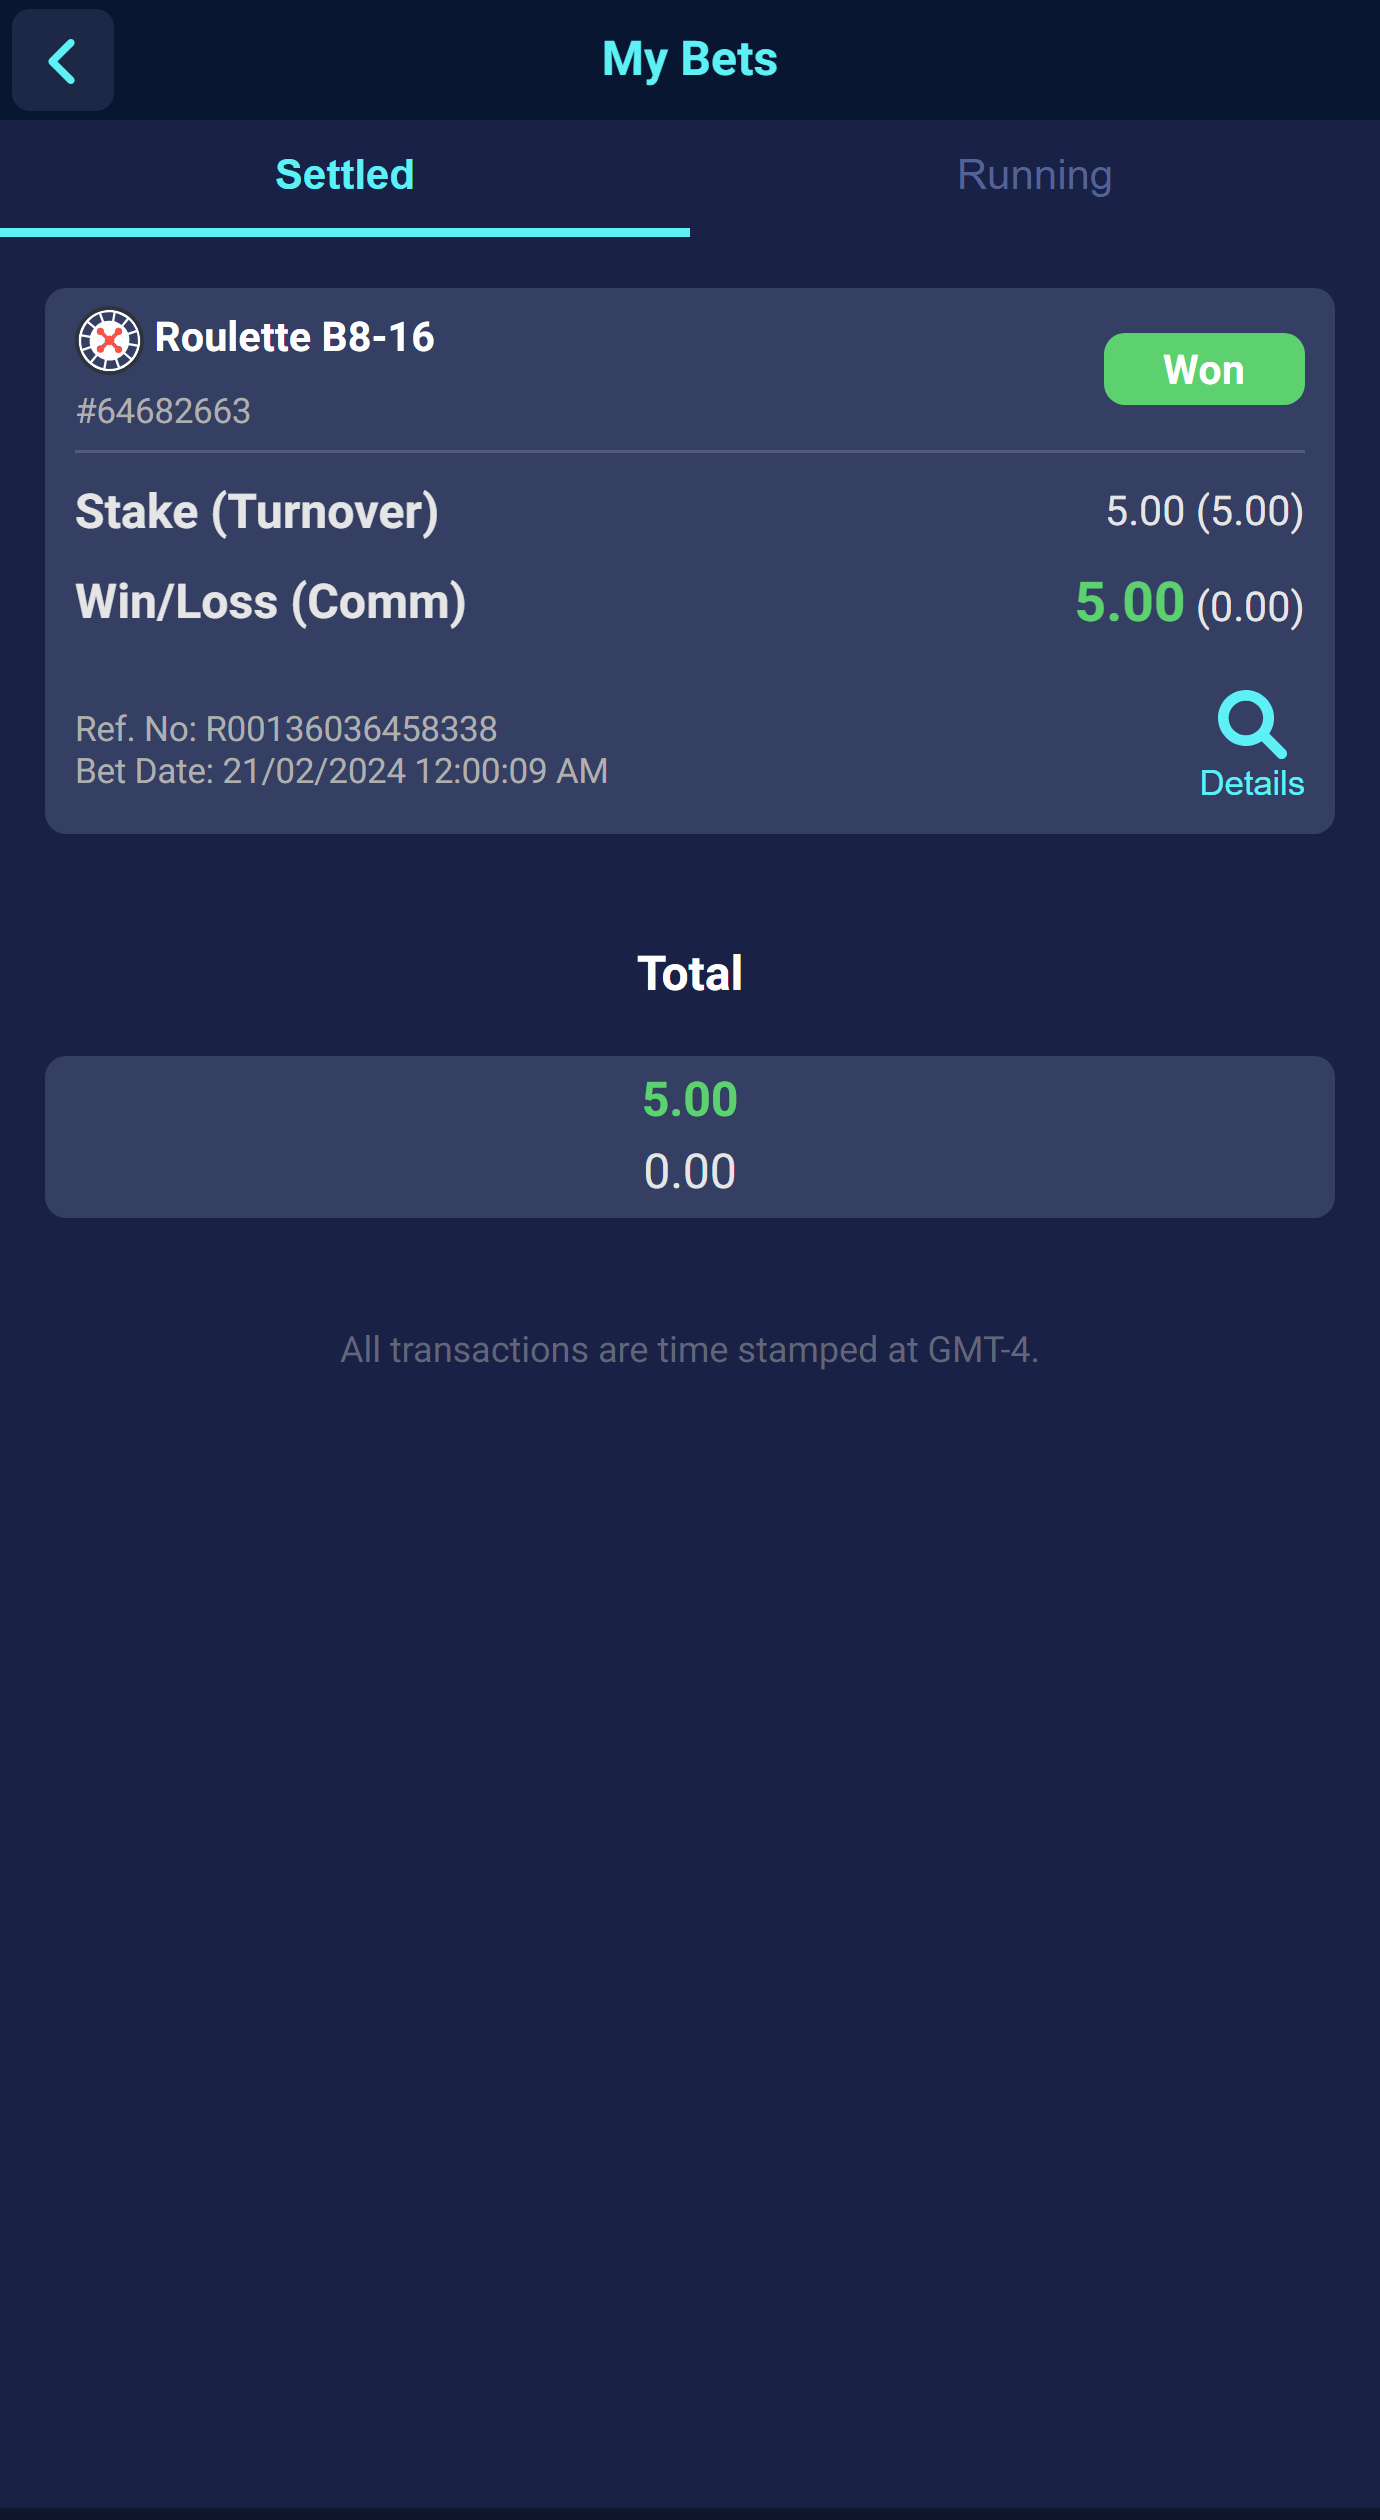 My Bets
Settled
Running
Roulette B8-16
#64682663
Won
Stake (Turnover)
5.00 (5.00)
Win/Loss (Comm)
5.00 (0.00)
Ref. No: R00136036458338
Bet Date: 21/02/2024 12:00:09 AM
Details
Total
5.00
0.00
All transactions are time stamped at GMT-4.